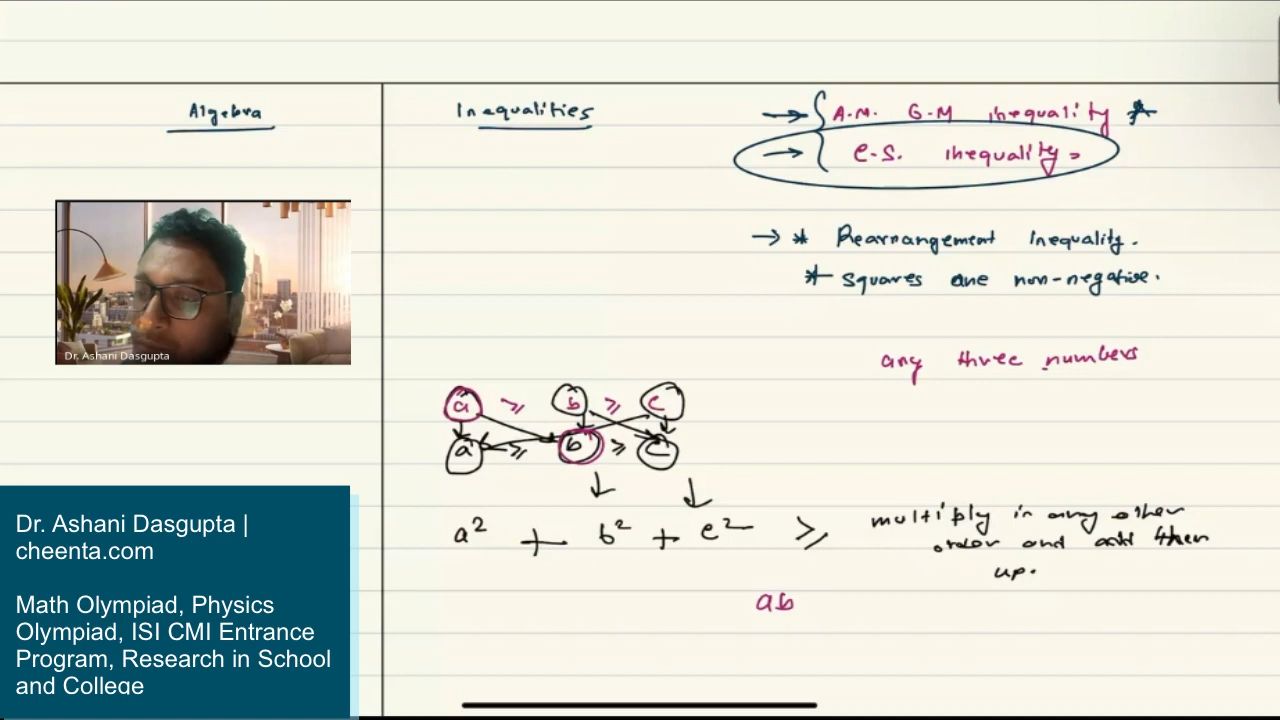 Algebra
Inequalities
→ { A.M. G.M inequality *
→ { C.S. inequality
→ * Rearrangement Inequality.
* squares are non-negative.
any three numbers
a ≥ b ≥ c
a ≥ b ≥ c
a² + b² + c² ≥ multiply in any other
order and add them
up.
ab
Dr. Ashani Dasgupta
Dr. Ashani Dasgupta |
cheenta.com
Math Olympiad, Physics
Olympiad, ISI CMI Entrance
Program, Research in School
and College